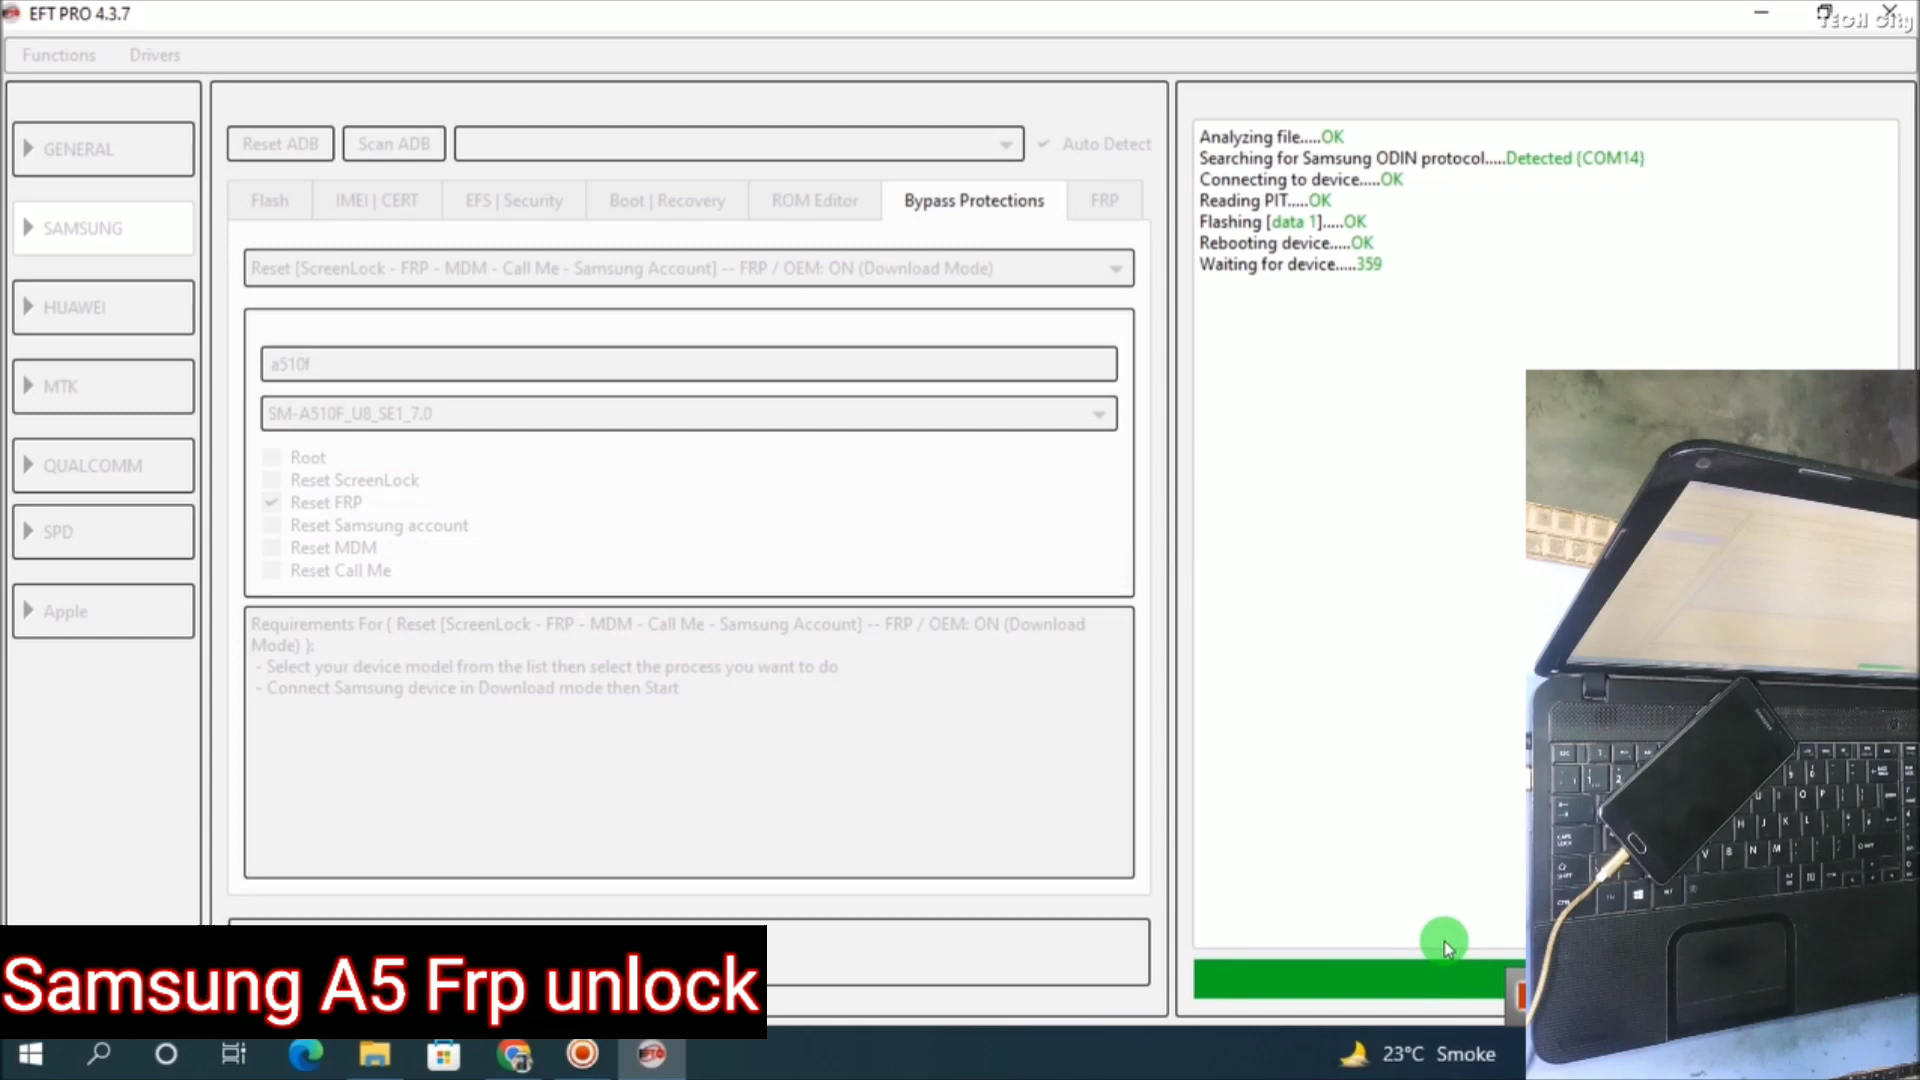 EFT PRO 4.3.7
TECH City
Functions
Drivers
GENERAL
SAMSUNG
HUAWEI
MTK
QUALCOMM
SPD
Apple
Reset ADB
Scan ADB
Auto Detect
Flash
IMEI | CERT
EFS | Security
Boot | Recovery
ROM Editor
Bypass Protections
FRP
Reset [ScreenLock - FRP - MDM - Call Me - Samsung Account] -- FRP / OEM: ON (Download Mode)
a510f
SM-A510F_U8_SE1_7.0
Root
Reset ScreenLock
Reset FRP
Reset Samsung account
Reset MDM
Reset Call Me
Requirements For { Reset [ScreenLock - FRP - MDM - Call Me - Samsung Account] -- FRP / OEM: ON (Download
Mode) }:
- Select your device model from the list then select the process you want to do
- Connect Samsung device in Download mode then Start
Analyzing file.....OK
Searching for Samsung ODIN protocol.....Detected {COM14}
Connecting to device.....OK
Reading PIT.....OK
Flashing [data 1].....OK
Rebooting device.....OK
Waiting for device.....359
Samsung A5 Frp unlock
23°C Smoke